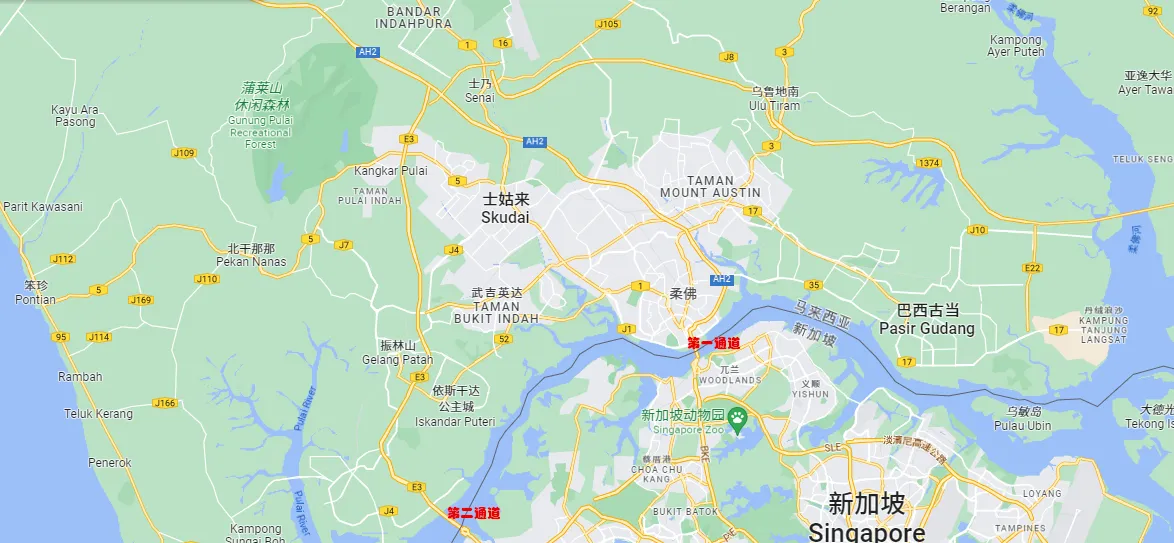 BANDAR
INDAHPURA
AH2
1
16
J105
J8
3
柔佛河
Berangan
92
Kampong
Ayer Puteh
亚逸大华
Ayer Tawa
士乃
Senai
乌鲁地南
Ulu Tiram
蒲莱山
休闲森林
Gunung Pulai
Recreational
Forest
Kayu Ara
Pasong
J109
E3
AH2
3
1374
TELUK SENG
Kangkar Pulai
5
TAMAN
PULAI INDAH
TAMAN
MOUNT AUSTIN
17
士姑来
Skudai
Parit Kawasani
北干那那
Pekan Nanas
5
J7
J4
J10
柔佛河
J112
J110
E22
AH2
笨珍
Pontian
5
J169
武吉英达
TAMAN
BUKIT INDAH
1
柔佛
35
马来西亚
新加坡
巴西古当
Pasir Gudang
丹绒浪沙
KAMPUNG
TANJUNG
LANGSAT
17
95
J114
振林山
Gelang Patah
52
J1
第一通道
17
兀兰
WOODLANDS
义顺
YISHUN
Rambah
E3
依斯干达
公主城
Iskandar Puteri
J166
Teluk Kerang
Pulai River
新加坡动物园
Singapore Zoo
乌敏岛
Pulau Ubin
大德光
Tekong Is
SLE
淡濱尼高速公路
BKE
Penerok
蔡厝港
CHOA CHU
KANG
E3
J4
第二通道
Pulai River
Kampong
Sungai Boh
BUKIT BATOK
PIE
新加坡
Singapore
LOYANG
TAMPINES